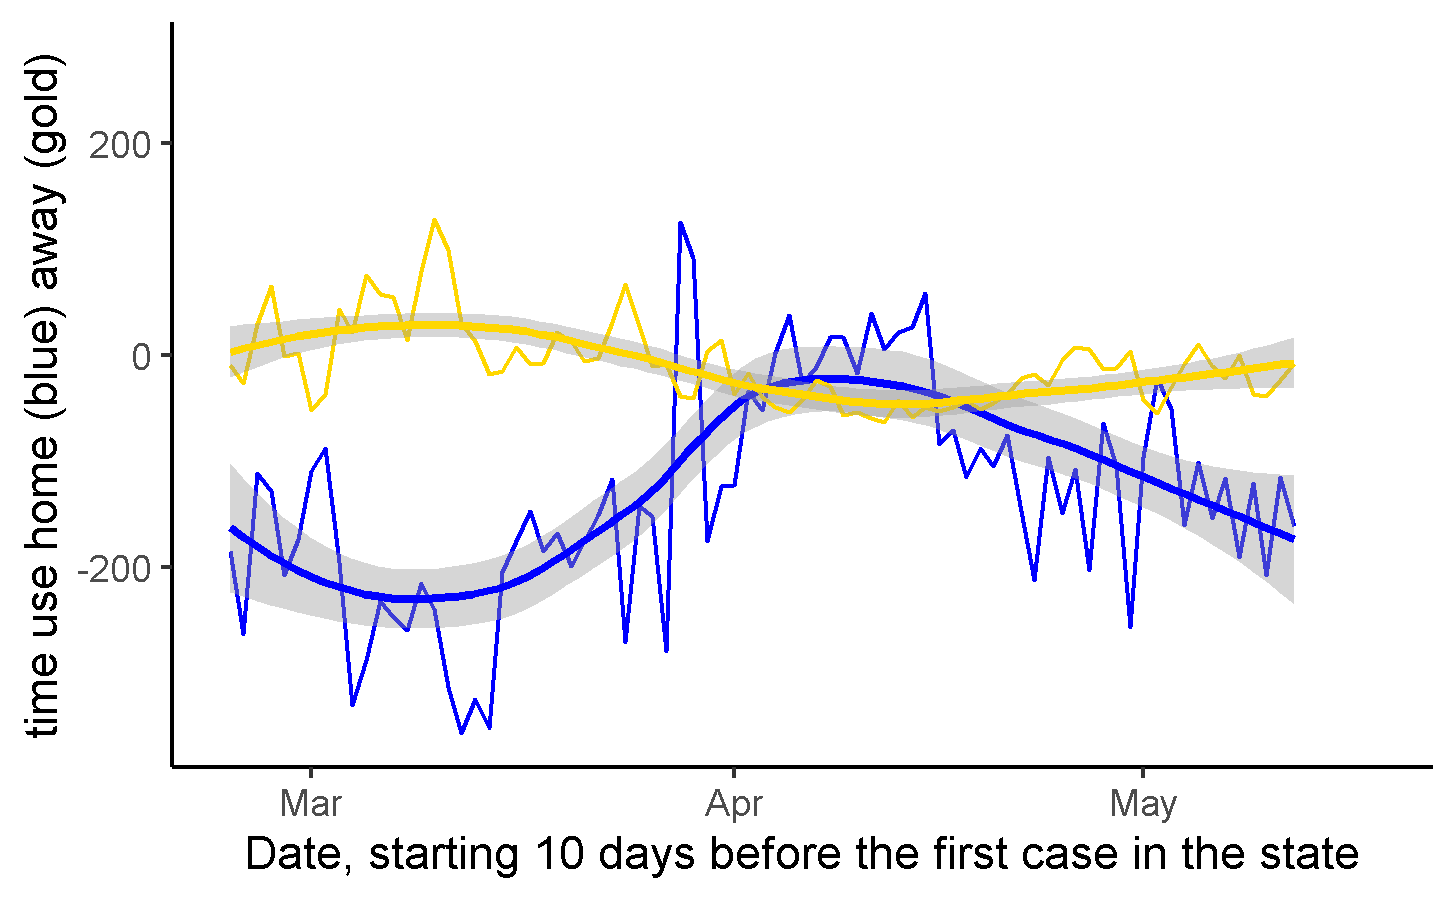 time use home (blue) away (gold)
200
0
-200
Mar Apr May
Date, starting 10 days before the first case in the state